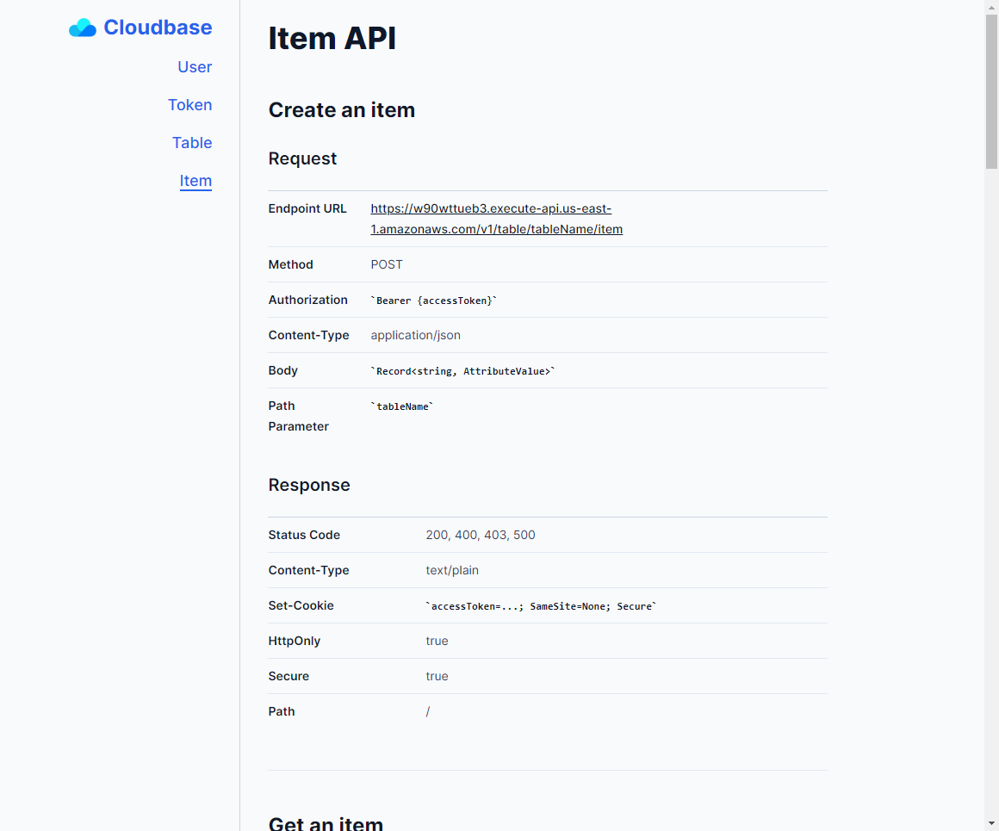 Cloudbase
User
Token
Table
Item
Item API
Create an item
Request
Endpoint URL https://w90wttueb3.execute-api.us-east-
1.amazonaws.com/v1/table/tableName/item
Method POST
Authorization `Bearer {accessToken}`
Content-Type application/json
Body `Record<string, AttributeValue>`
Path `tableName`
Parameter
Response
Status Code 200, 400, 403, 500
Content-Type text/plain
Set-Cookie `accessToken=...; SameSite=None; Secure`
HttpOnly true
Secure true
Path /
Get an item